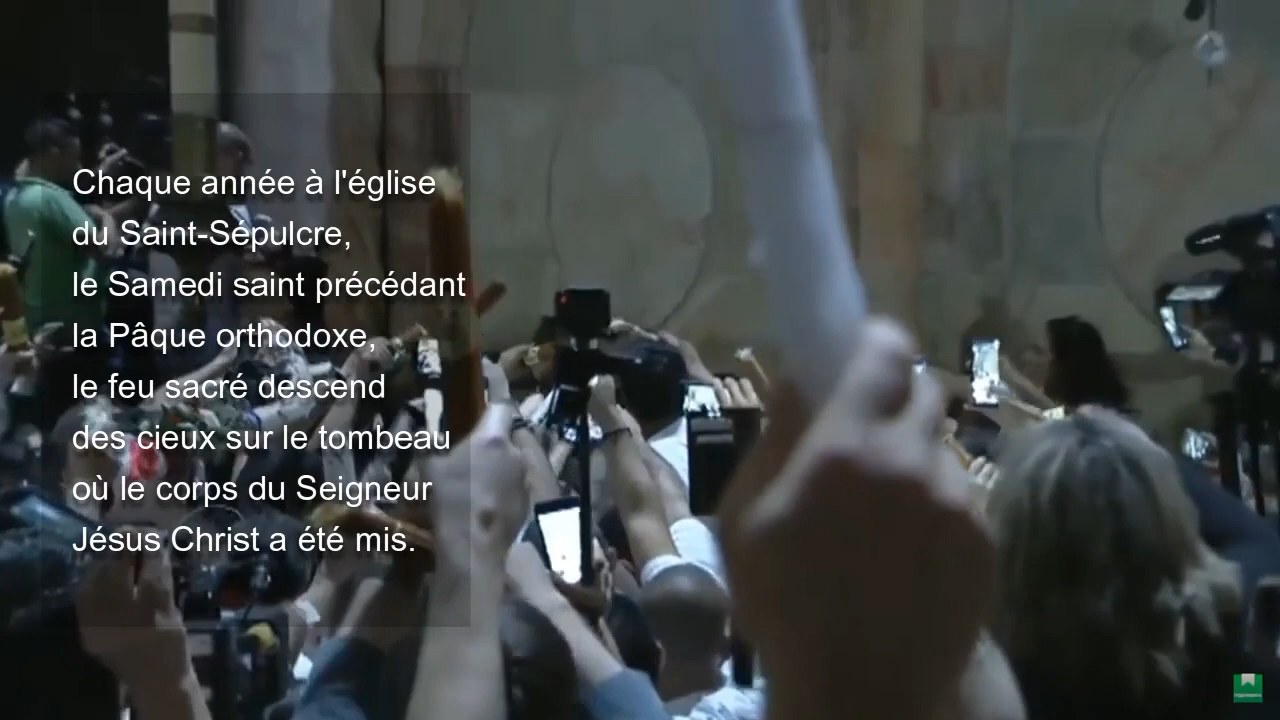 Chaque année à l'église
du Saint-Sépulcre,
le Samedi saint précédant
la Pâque orthodoxe,
le feu sacré descend
des cieux sur le tombeau
où le corps du Seigneur
Jésus Christ a été mis.